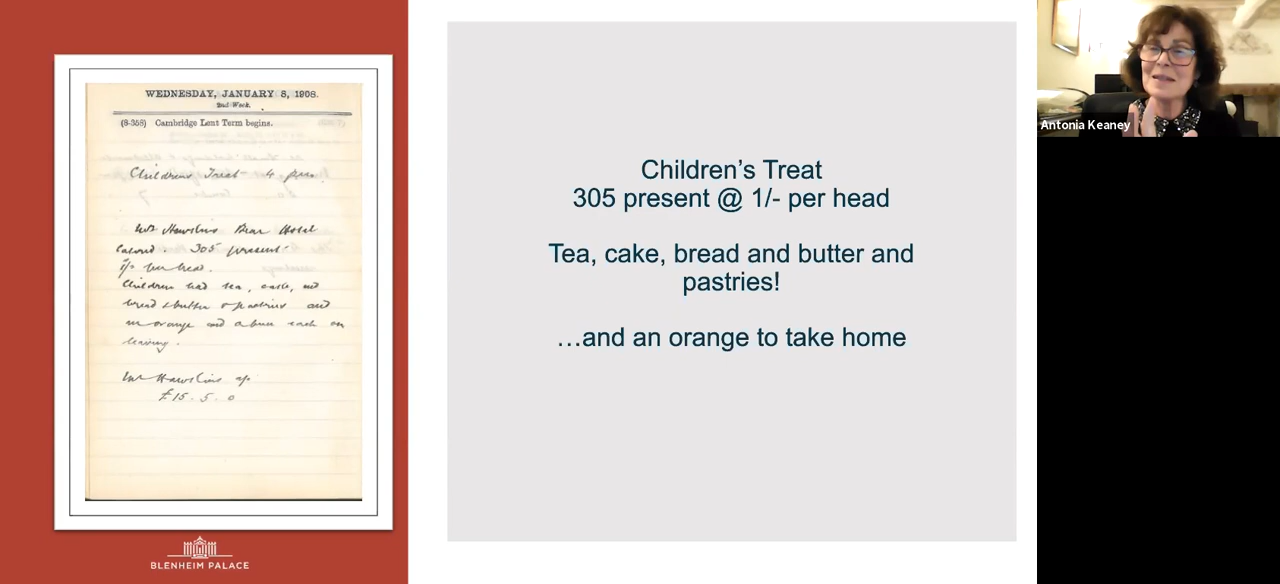 WEDNESDAY, JANUARY 8, 1908.
2nd Week.
(8-358) Cambridge Lent Term begins.
Childrens Treat 4 p.m.
Mr. Hawkins Bear Hotel
Catered. 305 present
1/- per head.
Children had tea, cake, and
bread & butter & pastries and
an orange and a bun each on
leaving.
Mr Hawkins a/c
£15. 5. 0
BLENHEIM PALACE
Children's Treat
305 present @ 1/- per head
Tea, cake, bread and butter and
pastries!
…and an orange to take home
Antonia Keaney